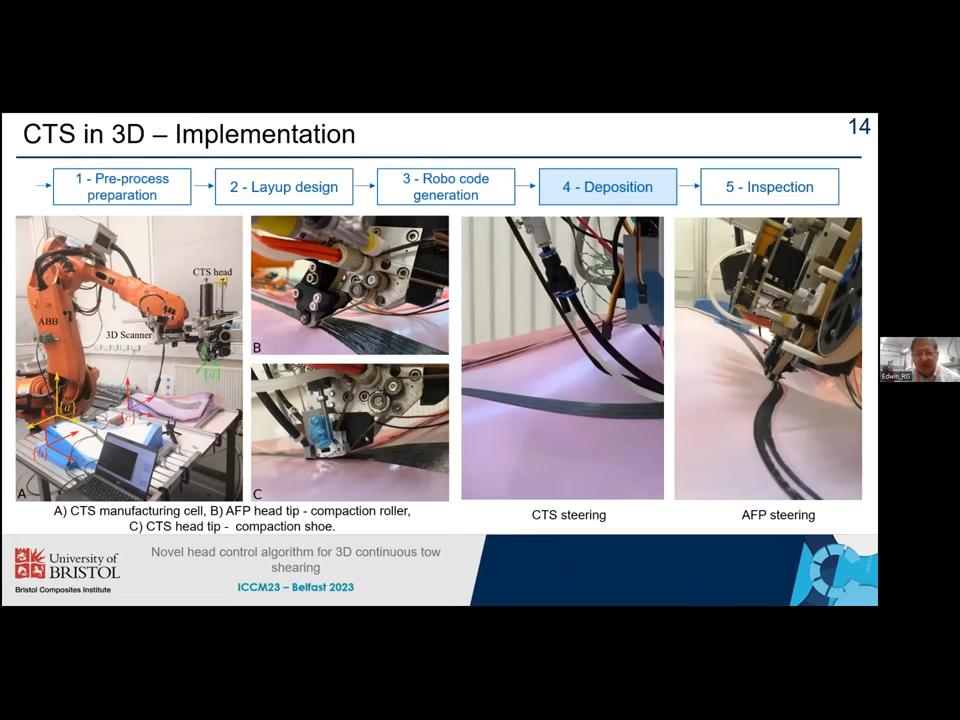 CTS in 3D – Implementation
14
1 - Pre-process
preparation
2 - Layup design
3 - Robo code
generation
4 - Deposition
5 - Inspection
CTS head
ABB
3D Scanner
A
B
C
A) CTS manufacturing cell, B) AFP head tip - compaction roller,
C) CTS head tip - compaction shoe.
CTS steering
AFP steering
University of
BRISTOL
Bristol Composites Institute
Novel head control algorithm for 3D continuous tow
shearing
ICCM23 – Belfast 2023
Edwin_RG